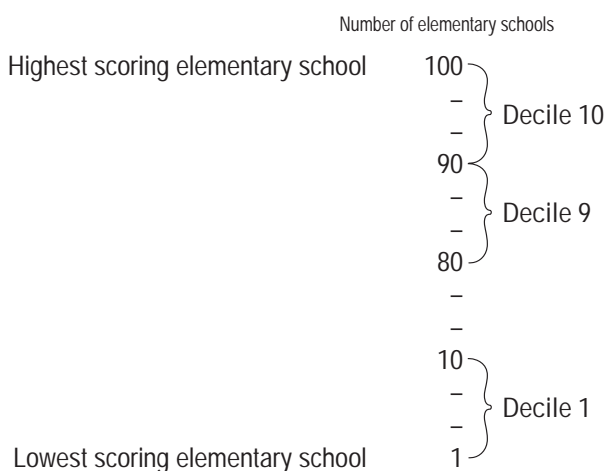 Number of elementary schools
Highest scoring elementary school 100
–
– Decile 10
90
–
– Decile 9
80
–
–
10
–
– Decile 1
Lowest scoring elementary school 1